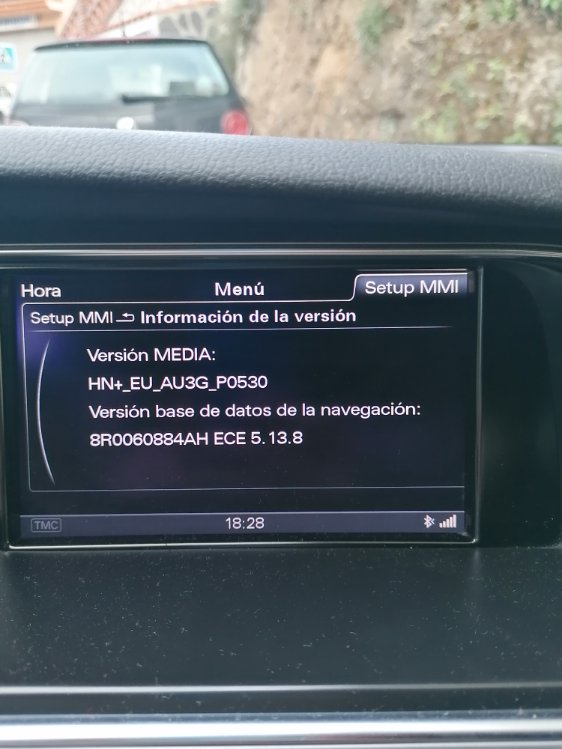 Hora
Menú
Setup MMI
Setup MMI Información de la versión
Versión MEDIA:
HN+_EU_AU3G_P0530
Versión base de datos de la navegación:
8R0060884AH ECE 5.13.8
TMC
18:28